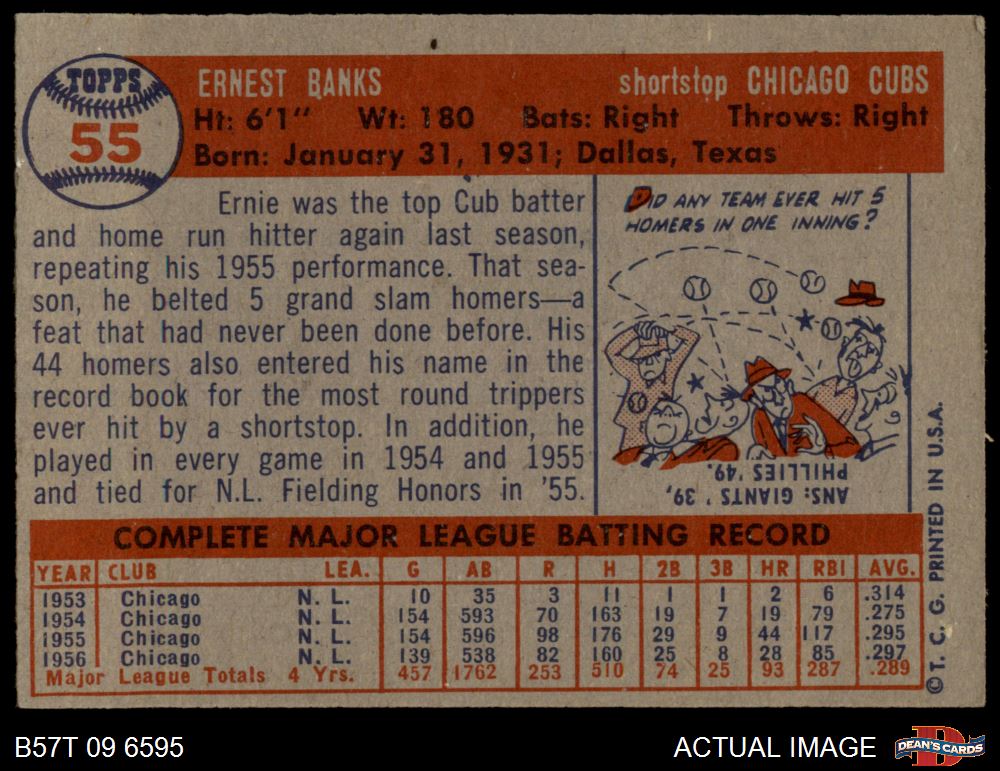 TOPPS
55
ERNEST BANKS shortstop CHICAGO CUBS
Ht: 6'1" Wt: 180 Bats: Right Throws: Right
Born: January 31, 1931; Dallas, Texas
Ernie was the top Cub batter
and home run hitter again last season,
repeating his 1955 performance. That sea-
son, he belted 5 grand slam homers—a
feat that had never been done before. His
44 homers also entered his name in the
record book for the most round trippers
ever hit by a shortstop. In addition, he
played in every game in 1954 and 1955
and tied for N.L. Fielding Honors in '55.
DID ANY TEAM EVER HIT 5
HOMERS IN ONE INNING?
ANS: GIANTS '39,
PHILLIES '49.
COMPLETE MAJOR LEAGUE BATTING RECORD
YEAR CLUB LEA. G AB R H 2B 3B HR RBI AVG.
1953 Chicago N. L. 10 35 3 11 1 1 2 6 .314
1954 Chicago N. L. 154 593 70 163 19 7 19 79 .275
1955 Chicago N. L. 154 596 98 176 29 9 44 117 .295
1956 Chicago N. L. 139 538 82 160 25 8 28 85 .297
Major League Totals 4 Yrs. 457 1762 253 510 74 25 93 287 .289
© T. C. G. PRINTED IN U.S.A.
B57T 09 6595
ACTUAL IMAGE
DEAN'S CARDS